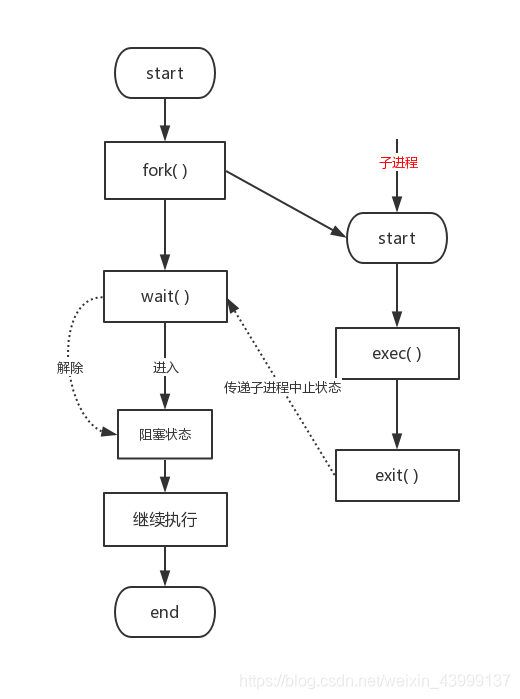 start
fork( )
子进程
start
wait( )
exec( )
解除
进入
传递子进程中止状态
阻塞状态
exit( )
继续执行
end
https://blog.csdn.net/weixin_43999137